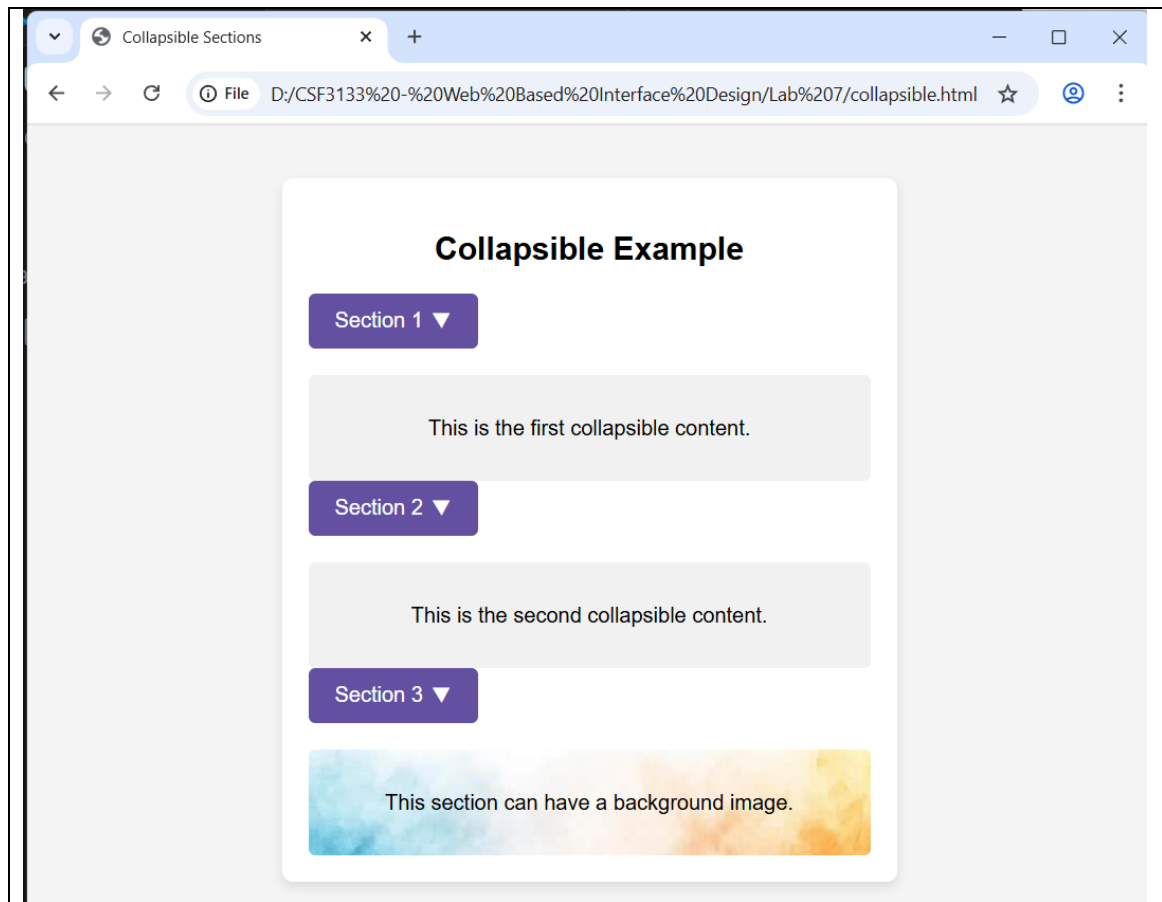 Collapsible Sections
File D:/CSF3133%20-%20Web%20Based%20Interface%20Design/Lab%207/collapsible.html
Collapsible Example
Section 1 ▼
This is the first collapsible content.
Section 2 ▼
This is the second collapsible content.
Section 3 ▼
This section can have a background image.